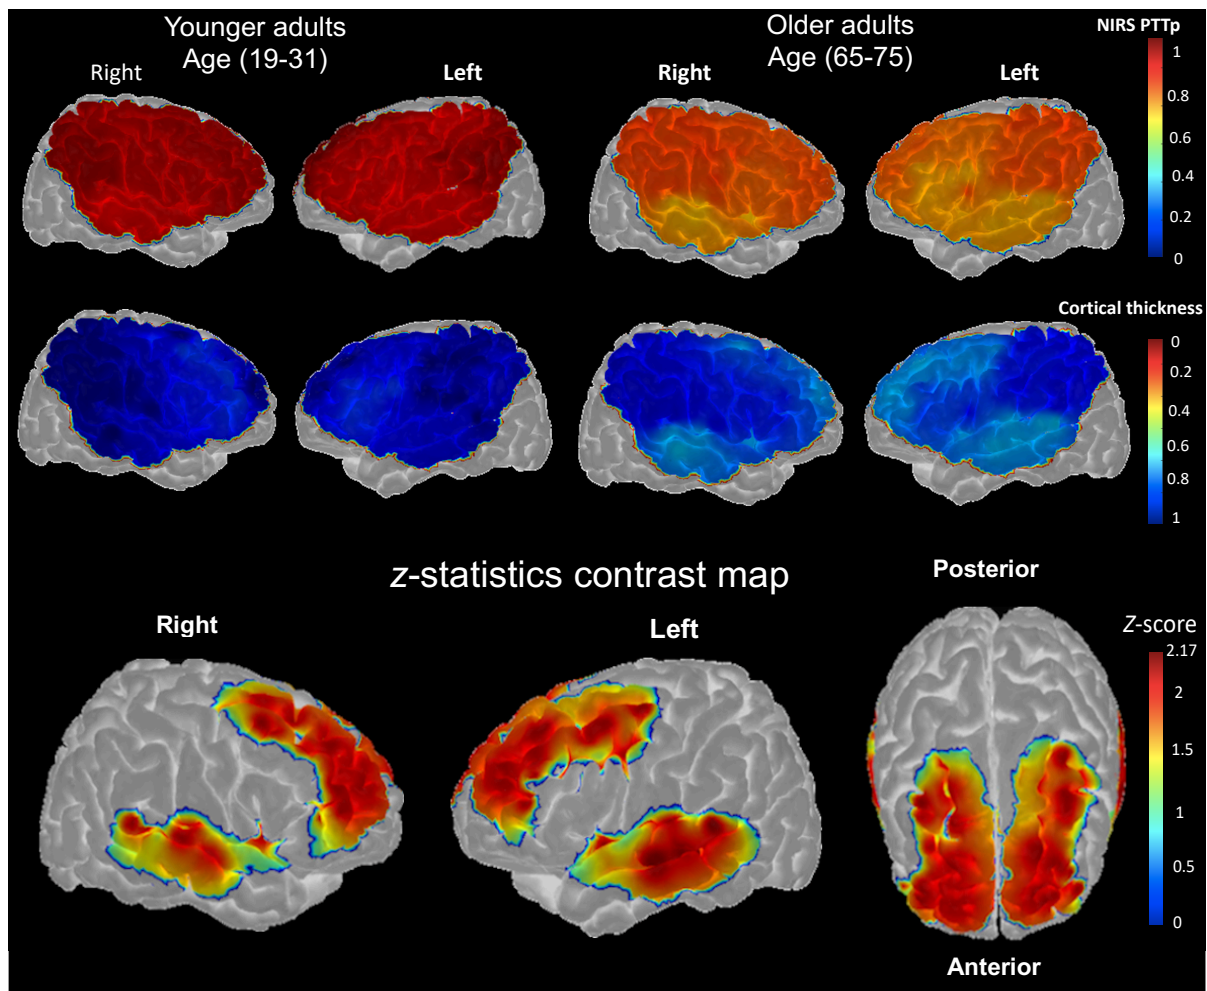 Younger adults
Age (19-31)
Right
Left
Older adults
Age (65-75)
Right
Left
NIRS PTTp
1
0.8
0.6
0.4
0.2
0
Cortical thickness
0
0.2
0.4
0.6
0.8
1
z-statistics contrast map
Right
Left
Posterior
Anterior
Z-score
2.17
2
1.5
1
0.5
0